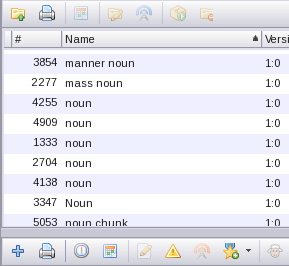 # Name Versi
3854 manner noun 1:0
2277 mass noun 1:0
4255 noun 1:0
4909 noun 1:0
1333 noun 1:0
2704 noun 1:0
4138 noun 1:0
3347 Noun 1:0
5053 noun chunk 1:0